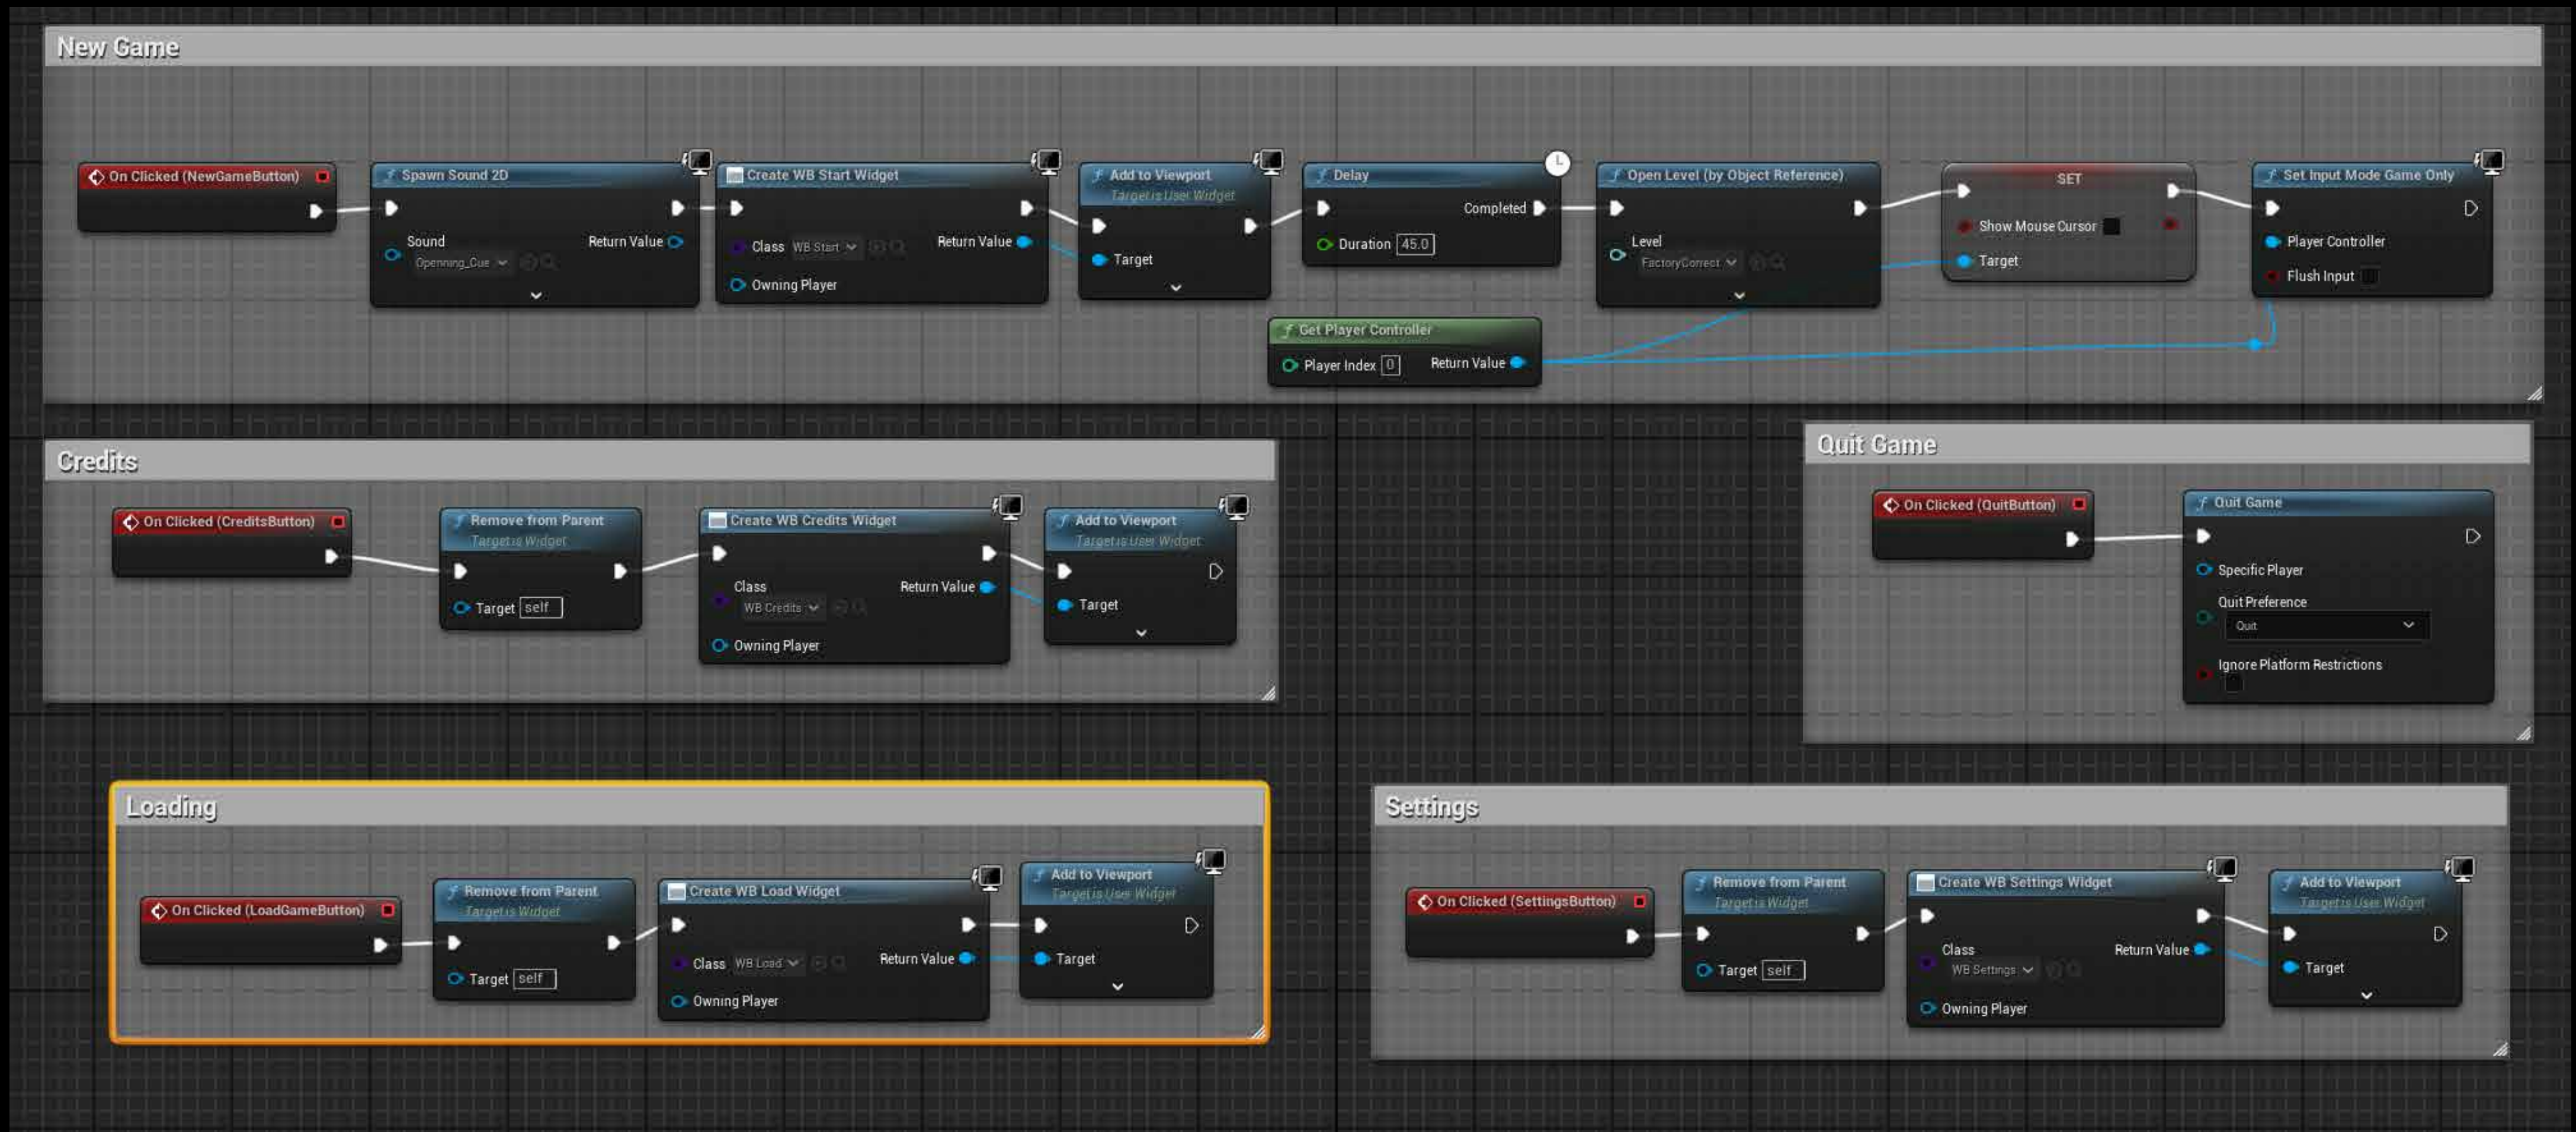 New Game
On Clicked (NewGameButton)
Spawn Sound 2D
Sound
Openning_Cue
Return Value
Create WB Start Widget
Class WB Start
Return Value
Owning Player
Add to Viewport
Target is User Widget
Target
Delay
Completed
Duration 45.0
Open Level (by Object Reference)
Level
FactoryCorrect
SET
Show Mouse Cursor
Target
Set Input Mode Game Only
Player Controller
Flush Input
Get Player Controller
Player Index 0
Return Value
Credits
On Clicked (CreditsButton)
Remove from Parent
Target is Widget
Target self
Create WB Credits Widget
Class
WB Credits
Return Value
Owning Player
Add to Viewport
Target is User Widget
Target
Quit Game
On Clicked (QuitButton)
Quit Game
Specific Player
Quit Preference
Quit
Ignore Platform Restrictions
Loading
On Clicked (LoadGameButton)
Remove from Parent
Target is Widget
Target self
Create WB Load Widget
Class WB Load
Return Value
Owning Player
Add to Viewport
Target is User Widget
Target
Settings
On Clicked (SettingsButton)
Remove from Parent
Target is Widget
Target self
Create WB Settings Widget
Class
WB Settings
Return Value
Owning Player
Add to Viewport
Target is User Widget
Target